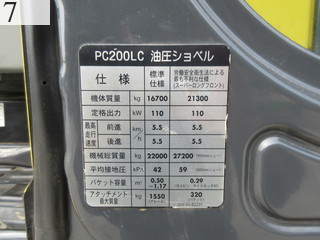 7
PC200LC 油圧ショベル
仕様 標準仕様 労働安全衛生法による最も不利な仕様(スーパーロングフロント)
機体質量 kg 16700 21300
定格出力 kW 110 110
最高走行速度 前進 km/h 5.5 5.5
後進 5.5 5.5
機械総質量 kg 22000 27200
平均接地圧 kPa 42 59
バケット容量 m³ 0.50-1.17 0.29
アタッチメント最大質量 kg 1550 320